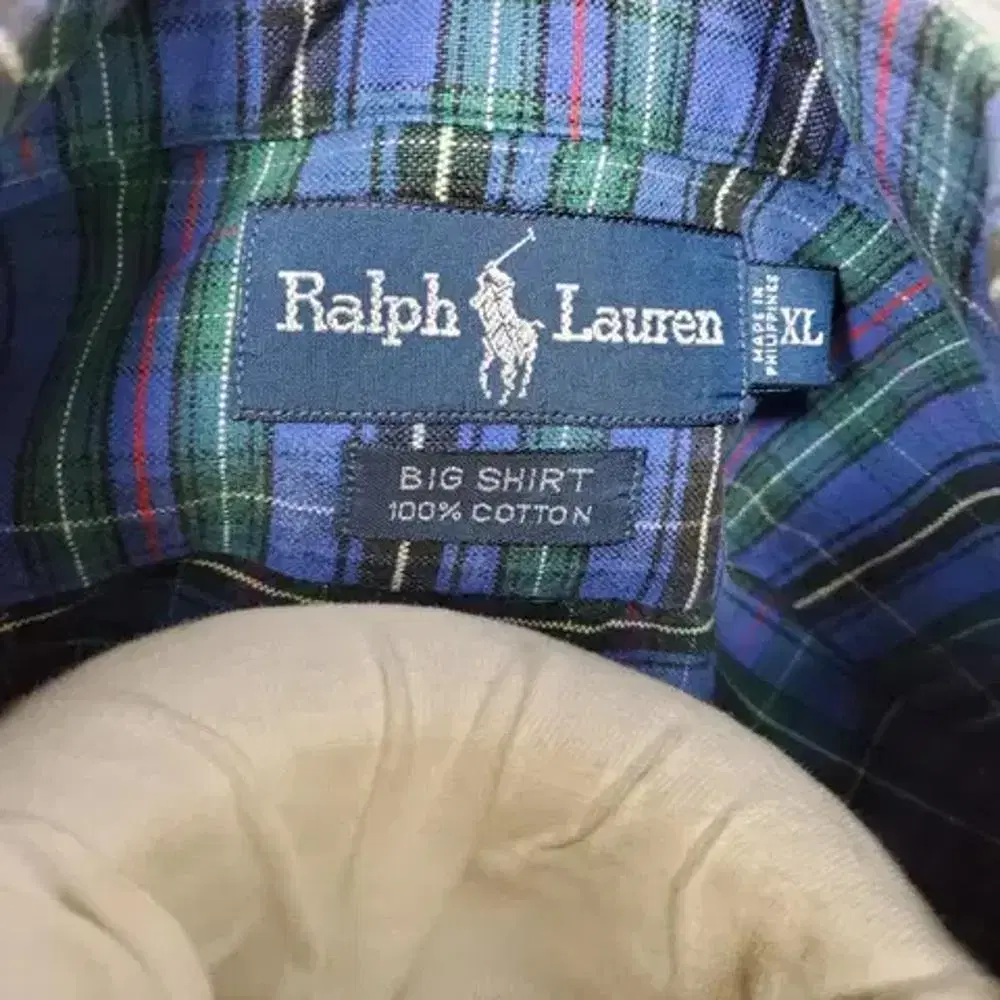 Ralph Lauren
MADE IN
PHILIPPINES
XL
BIG SHIRT
100% COTTON